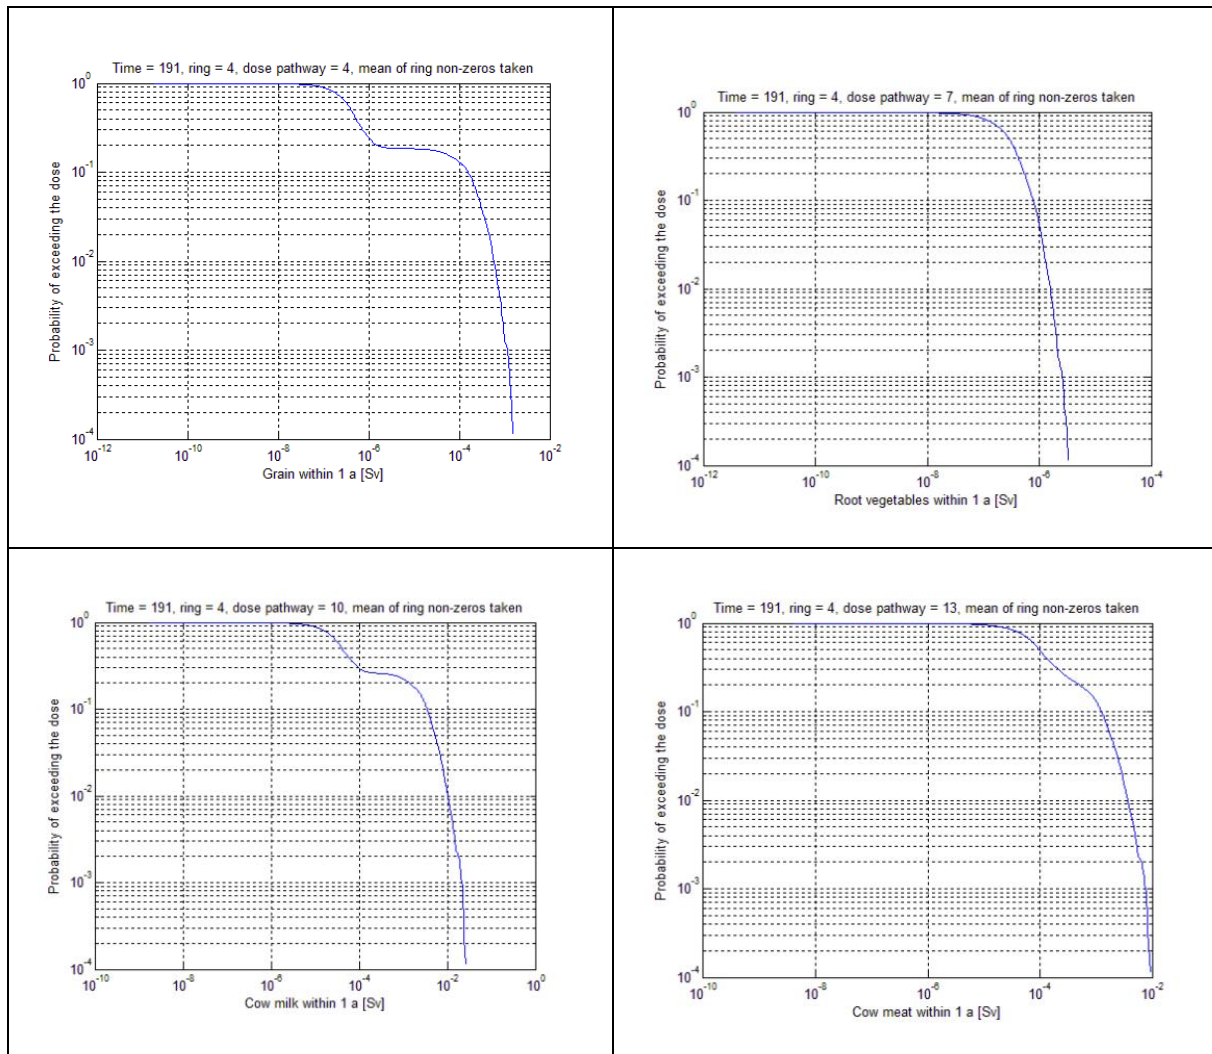 Time = 191, ring = 4, dose pathway = 4, mean of ring non-zeros taken
Probability of exceeding the dose
10^0
10^-1
10^-2
10^-3
10^-4
10^-12 10^-10 10^-8 10^-6 10^-4 10^-2
Grain within 1 a [Sv]
Time = 191, ring = 4, dose pathway = 7, mean of ring non-zeros taken
Probability of exceeding the dose
10^0
10^-1
10^-2
10^-3
10^-4
10^-12 10^-10 10^-8 10^-6 10^-4
Root vegetables within 1 a [Sv]
Time = 191, ring = 4, dose pathway = 10, mean of ring non-zeros taken
Probability of exceeding the dose
10^0
10^-1
10^-2
10^-3
10^-4
10^-10 10^-8 10^-6 10^-4 10^-2 10^0
Cow milk within 1 a [Sv]
Time = 191, ring = 4, dose pathway = 13, mean of ring non-zeros taken
Probability of exceeding the dose
10^0
10^-1
10^-2
10^-3
10^-4
10^-10 10^-8 10^-6 10^-4 10^-2
Cow meat within 1 a [Sv]